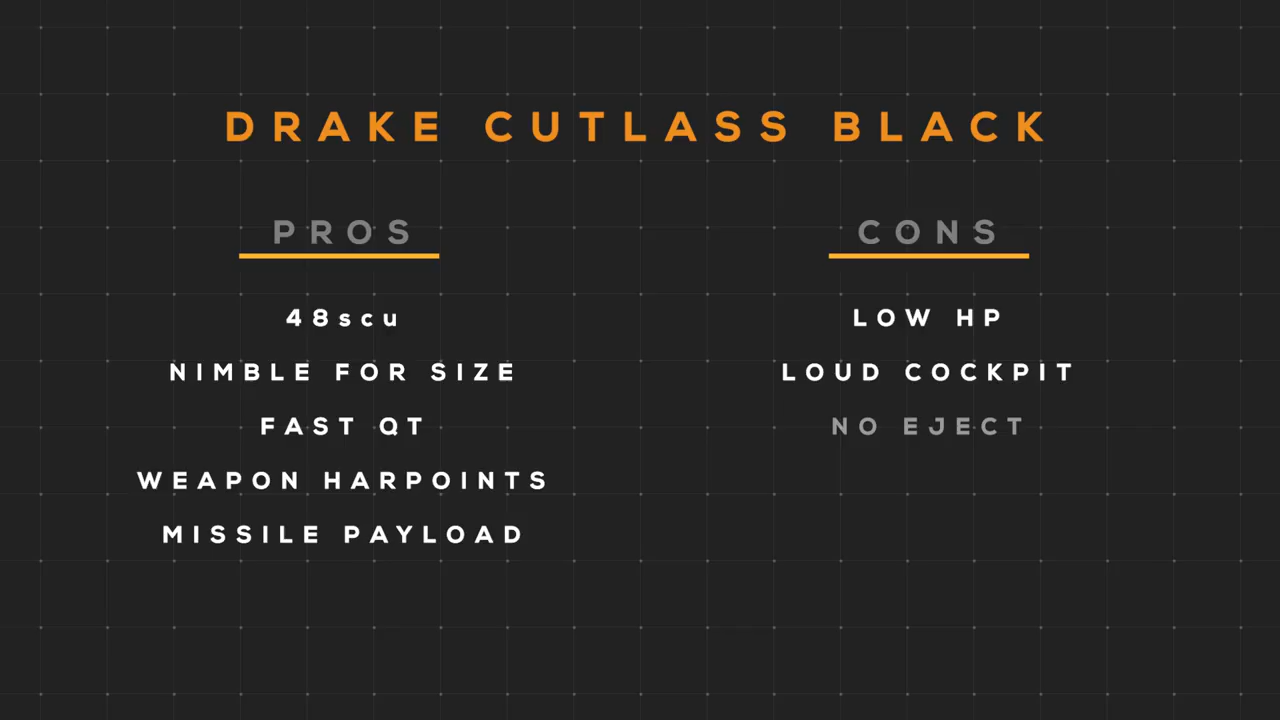 DRAKE CUTLASS BLACK
PROS
48scu
NIMBLE FOR SIZE
FAST QT
WEAPON HARPOINTS
MISSILE PAYLOAD
CONS
LOW HP
LOUD COCKPIT
NO EJECT